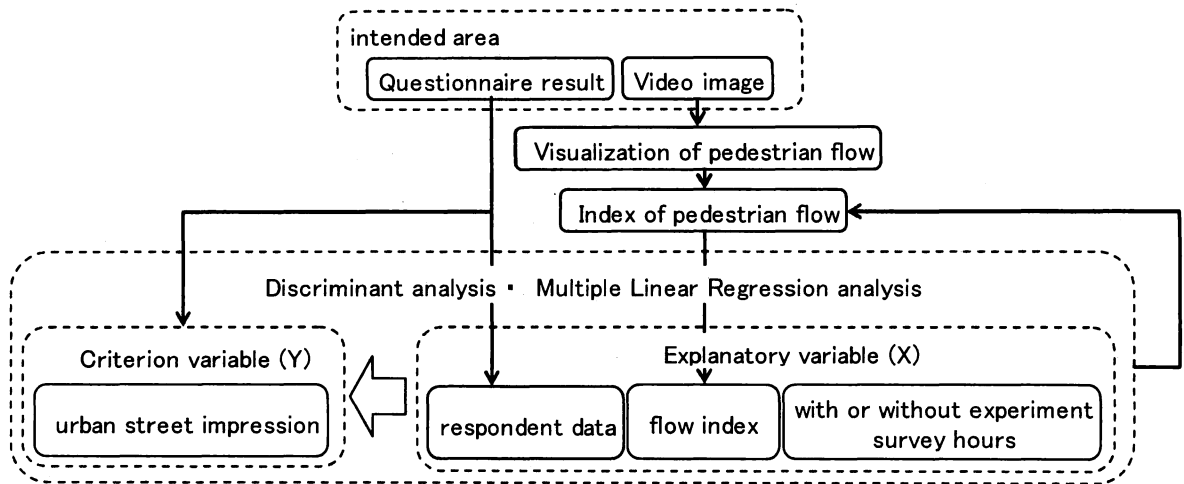 intended area
Questionnaire result
Video image
Visualization of pedestrian flow
Index of pedestrian flow
Discriminant analysis ・ Multiple Linear Regression analysis
Criterion variable (Y)
urban street impression
Explanatory variable (X)
respondent data
flow index
with or without experiment
survey hours